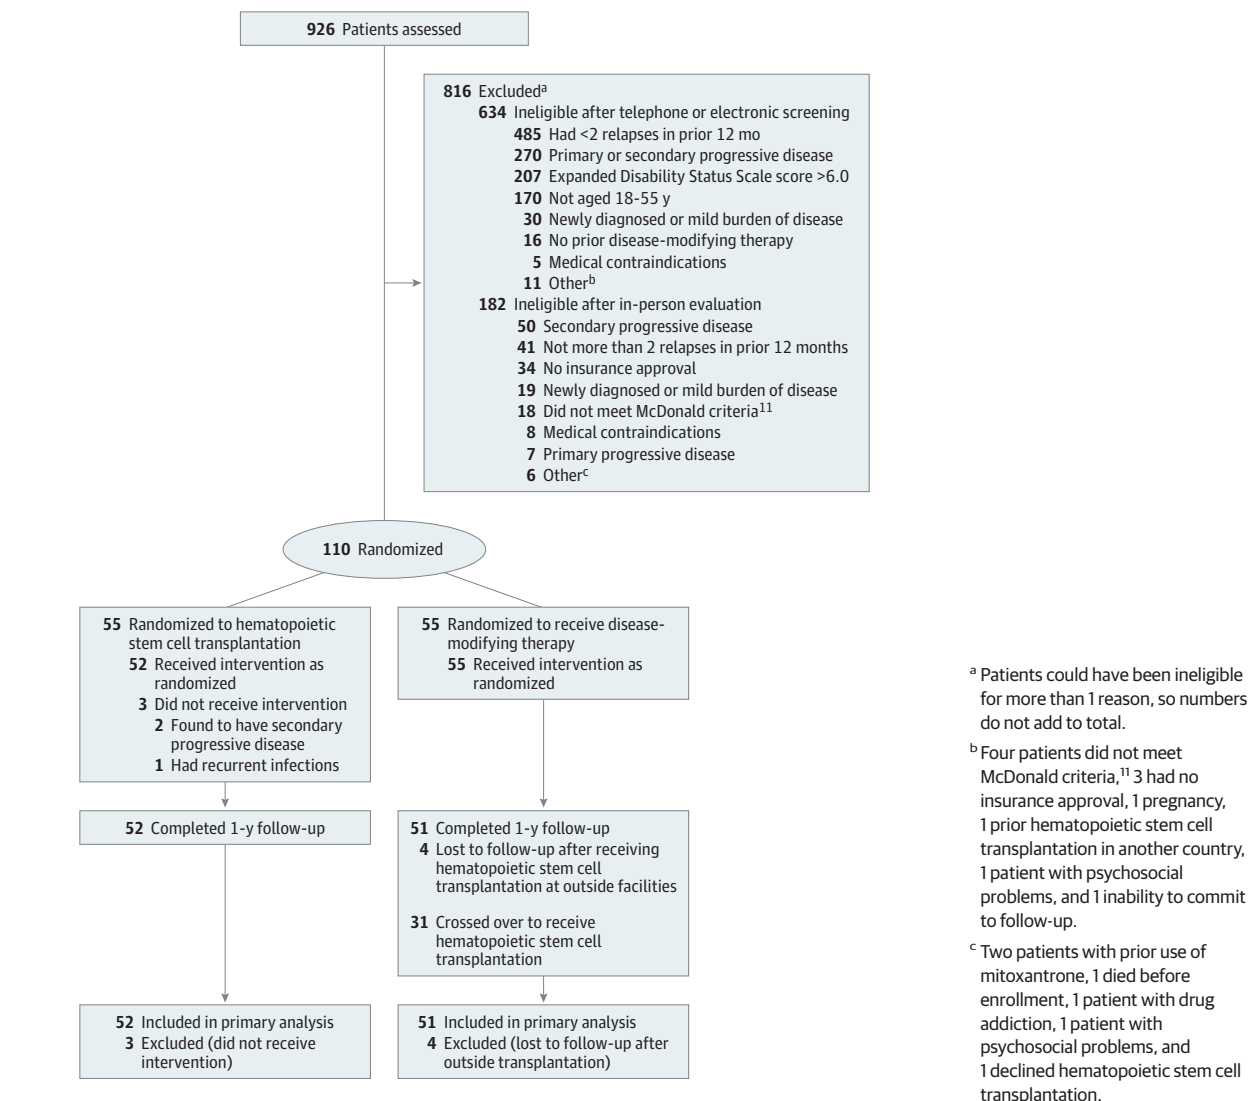 926 Patients assessed
816 Excludedᵃ
634 Ineligible after telephone or electronic screening
485 Had <2 relapses in prior 12 mo
270 Primary or secondary progressive disease
207 Expanded Disability Status Scale score >6.0
170 Not aged 18-55 y
30 Newly diagnosed or mild burden of disease
16 No prior disease-modifying therapy
5 Medical contraindications
11 Otherᵇ
182 Ineligible after in-person evaluation
50 Secondary progressive disease
41 Not more than 2 relapses in prior 12 months
34 No insurance approval
19 Newly diagnosed or mild burden of disease
18 Did not meet McDonald criteria¹¹
8 Medical contraindications
7 Primary progressive disease
6 Otherᶜ
110 Randomized
55 Randomized to hematopoietic
stem cell transplantation
52 Received intervention as
randomized
3 Did not receive intervention
2 Found to have secondary
progressive disease
1 Had recurrent infections
55 Randomized to receive disease-
modifying therapy
55 Received intervention as
randomized
52 Completed 1-y follow-up
51 Completed 1-y follow-up
4 Lost to follow-up after receiving
hematopoietic stem cell
transplantation at outside facilities
31 Crossed over to receive
hematopoietic stem cell
transplantation
52 Included in primary analysis
3 Excluded (did not receive
intervention)
51 Included in primary analysis
4 Excluded (lost to follow-up after
outside transplantation)
ᵃ Patients could have been ineligible
for more than 1 reason, so numbers
do not add to total.
ᵇ Four patients did not meet
McDonald criteria,¹¹ 3 had no
insurance approval, 1 pregnancy,
1 prior hematopoietic stem cell
transplantation in another country,
1 patient with psychosocial
problems, and 1 inability to commit
to follow-up.
ᶜ Two patients with prior use of
mitoxantrone, 1 died before
enrollment, 1 patient with drug
addiction, 1 patient with
psychosocial problems, and
1 declined hematopoietic stem cell
transplantation.